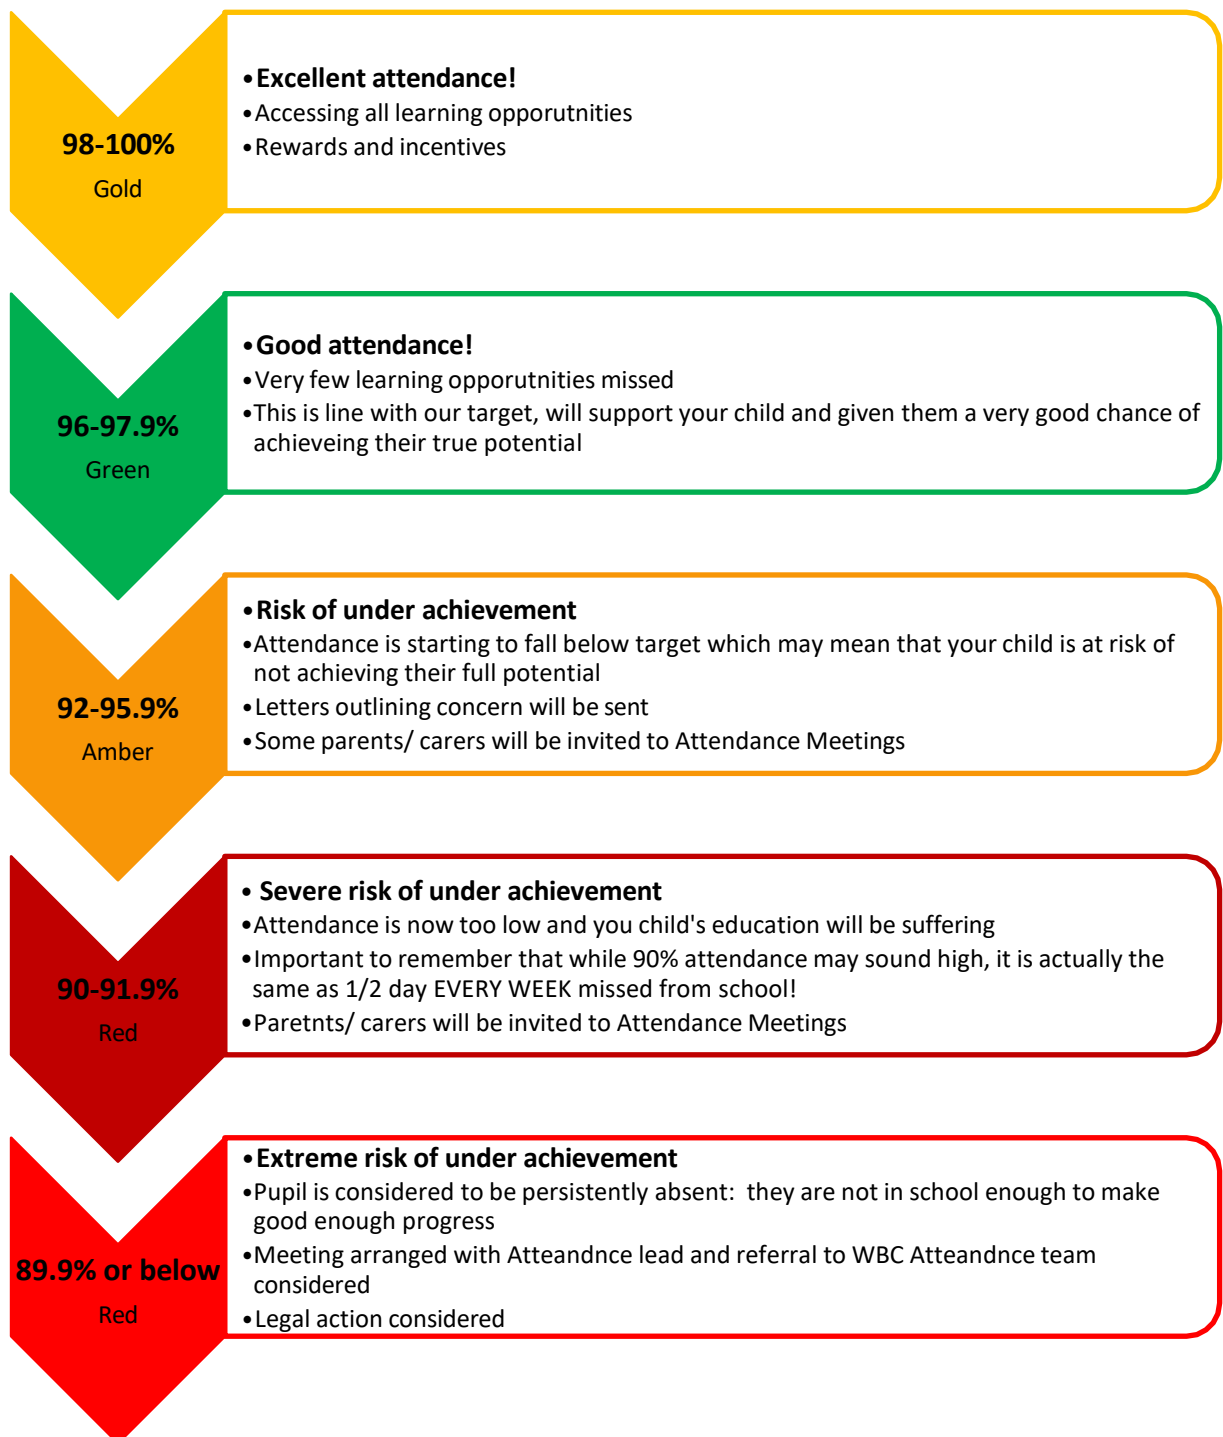 98-100%
Gold
•Excellent attendance!
•Accessing all learning opporutnities
•Rewards and incentives
96-97.9%
Green
•Good attendance!
•Very few learning opporutnities missed
•This is line with our target, will support your child and given them a very good chance of
achieveing their true potential
92-95.9%
Amber
•Risk of under achievement
•Attendance is starting to fall below target which may mean that your child is at risk of
not achieving their full potential
•Letters outlining concern will be sent
•Some parents/ carers will be invited to Attendance Meetings
90-91.9%
Red
• Severe risk of under achievement
•Attendance is now too low and you child's education will be suffering
•Important to remember that while 90% attendance may sound high, it is actually the
same as 1/2 day EVERY WEEK missed from school!
•Paretnts/ carers will be invited to Attendance Meetings
89.9% or below
Red
•Extreme risk of under achievement
•Pupil is considered to be persistently absent:  they are not in school enough to make
good enough progress
•Meeting arranged with Atteandnce lead and referral to WBC Atteandnce team
considered
•Legal action considered